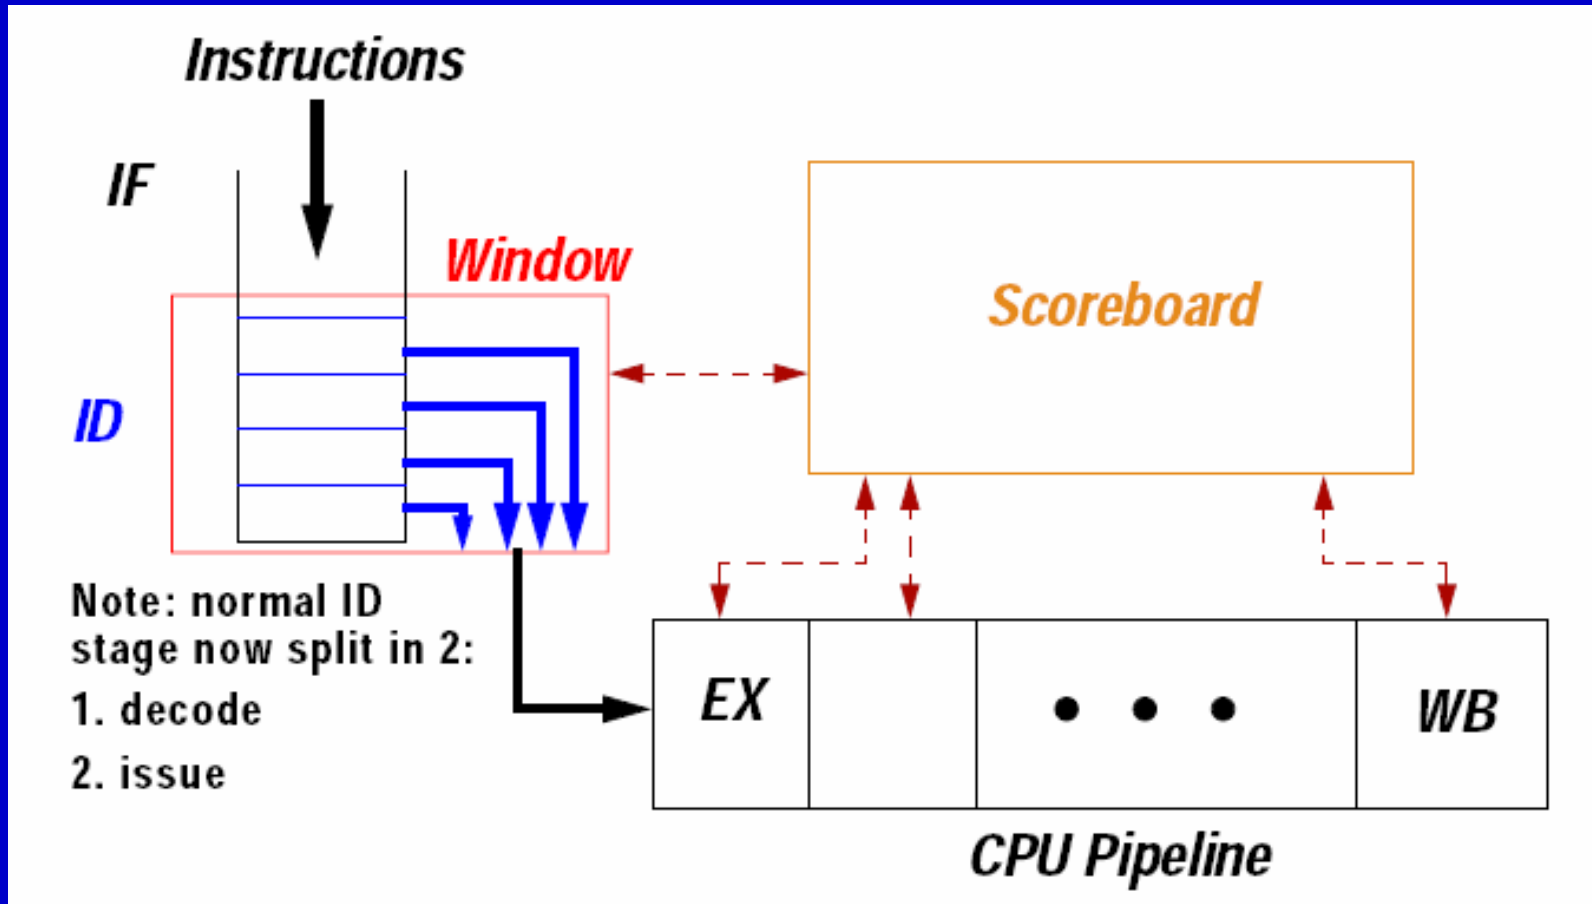 Instructions
IF
Window
Scoreboard
ID
Note: normal ID
stage now split in 2:
1. decode
2. issue
EX
WB
CPU Pipeline